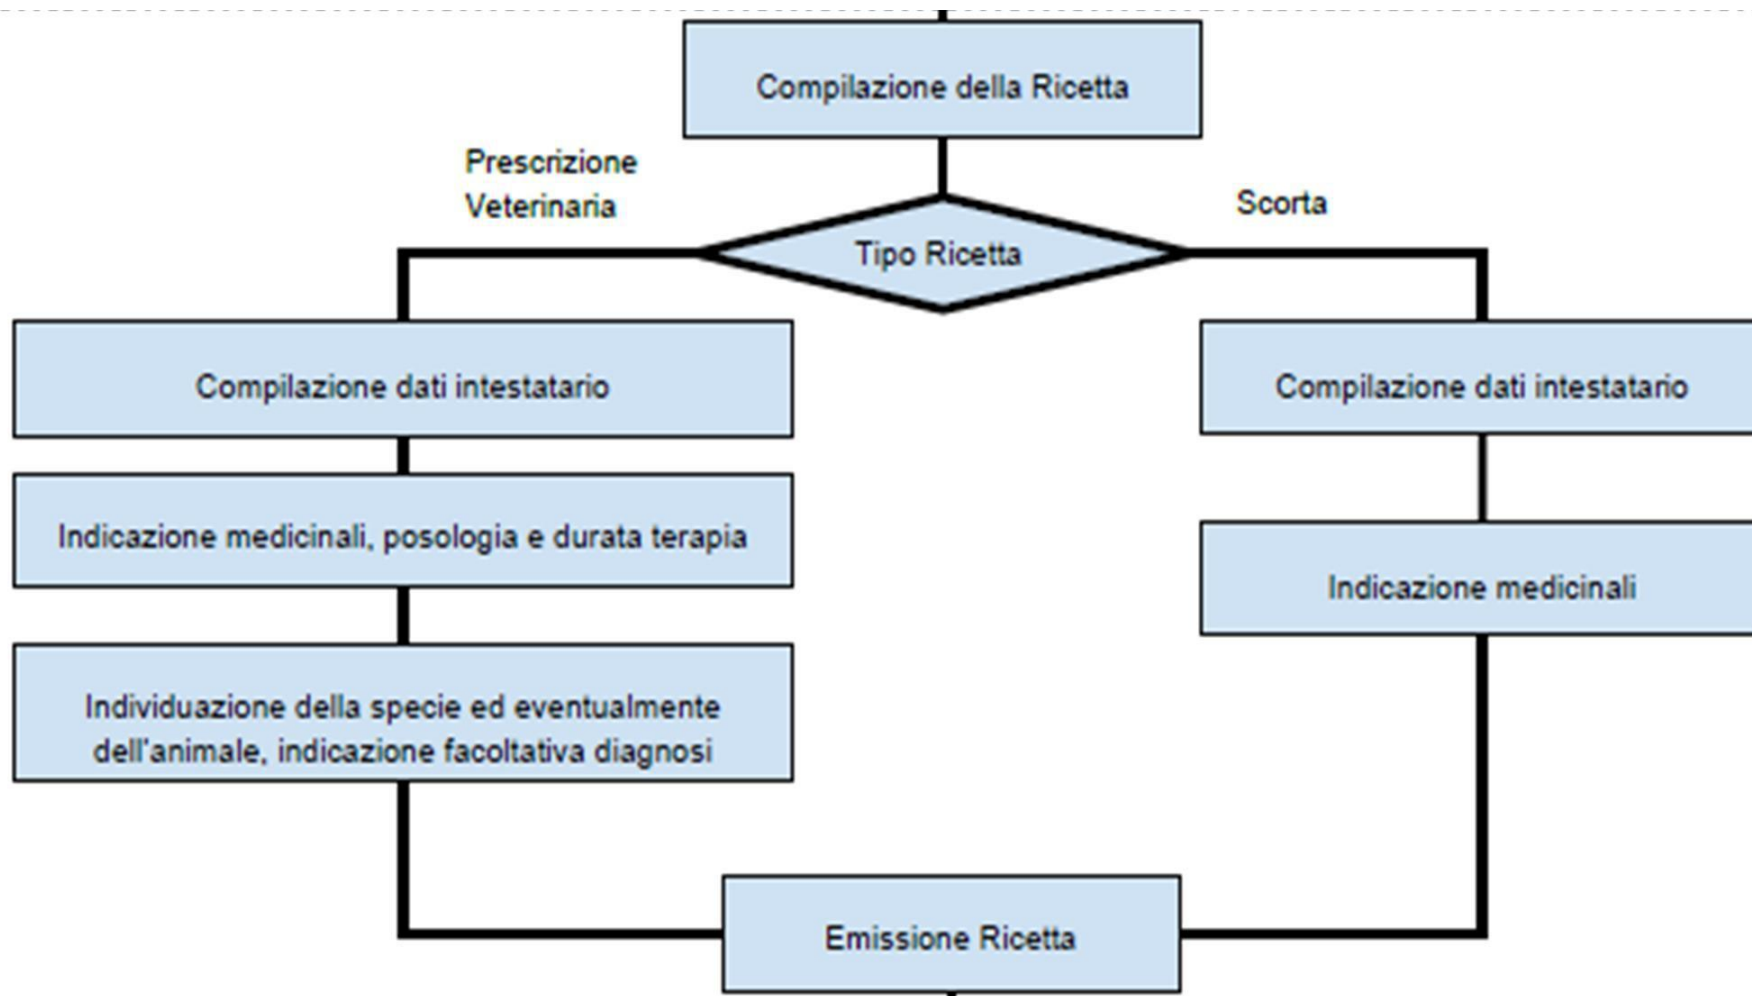 Compilazione della Ricetta
Prescrizione
Veterinaria
Scorta
Tipo Ricetta
Compilazione dati intestatario
Compilazione dati intestatario
Indicazione medicinali, posologia e durata terapia
Indicazione medicinali
Individuazione della specie ed eventualmente
dell'animale, indicazione facoltativa diagnosi
Emissione Ricetta